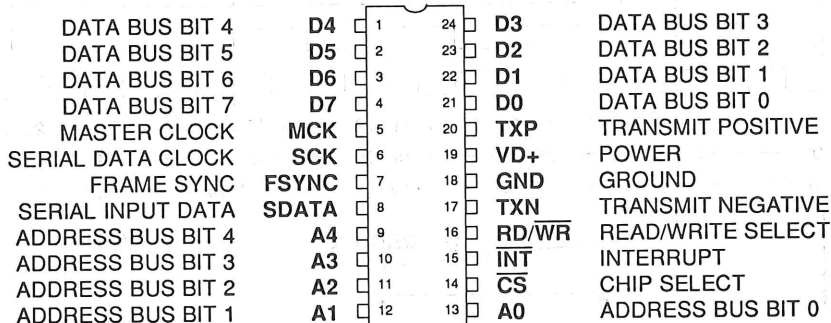 DATA BUS BIT 4 D4 1 24 D3 DATA BUS BIT 3
DATA BUS BIT 5 D5 2 23 D2 DATA BUS BIT 2
DATA BUS BIT 6 D6 3 22 D1 DATA BUS BIT 1
DATA BUS BIT 7 D7 4 21 D0 DATA BUS BIT 0
MASTER CLOCK MCK 5 20 TXP TRANSMIT POSITIVE
SERIAL DATA CLOCK SCK 6 19 VD+ POWER
FRAME SYNC FSYNC 7 18 GND GROUND
SERIAL INPUT DATA SDATA 8 17 TXN TRANSMIT NEGATIVE
ADDRESS BUS BIT 4 A4 9 16 RD/W̅R̅ READ/WRITE SELECT
ADDRESS BUS BIT 3 A3 10 15 I̅N̅T̅ INTERRUPT
ADDRESS BUS BIT 2 A2 11 14 C̅S̅ CHIP SELECT
ADDRESS BUS BIT 1 A1 12 13 A0 ADDRESS BUS BIT 0